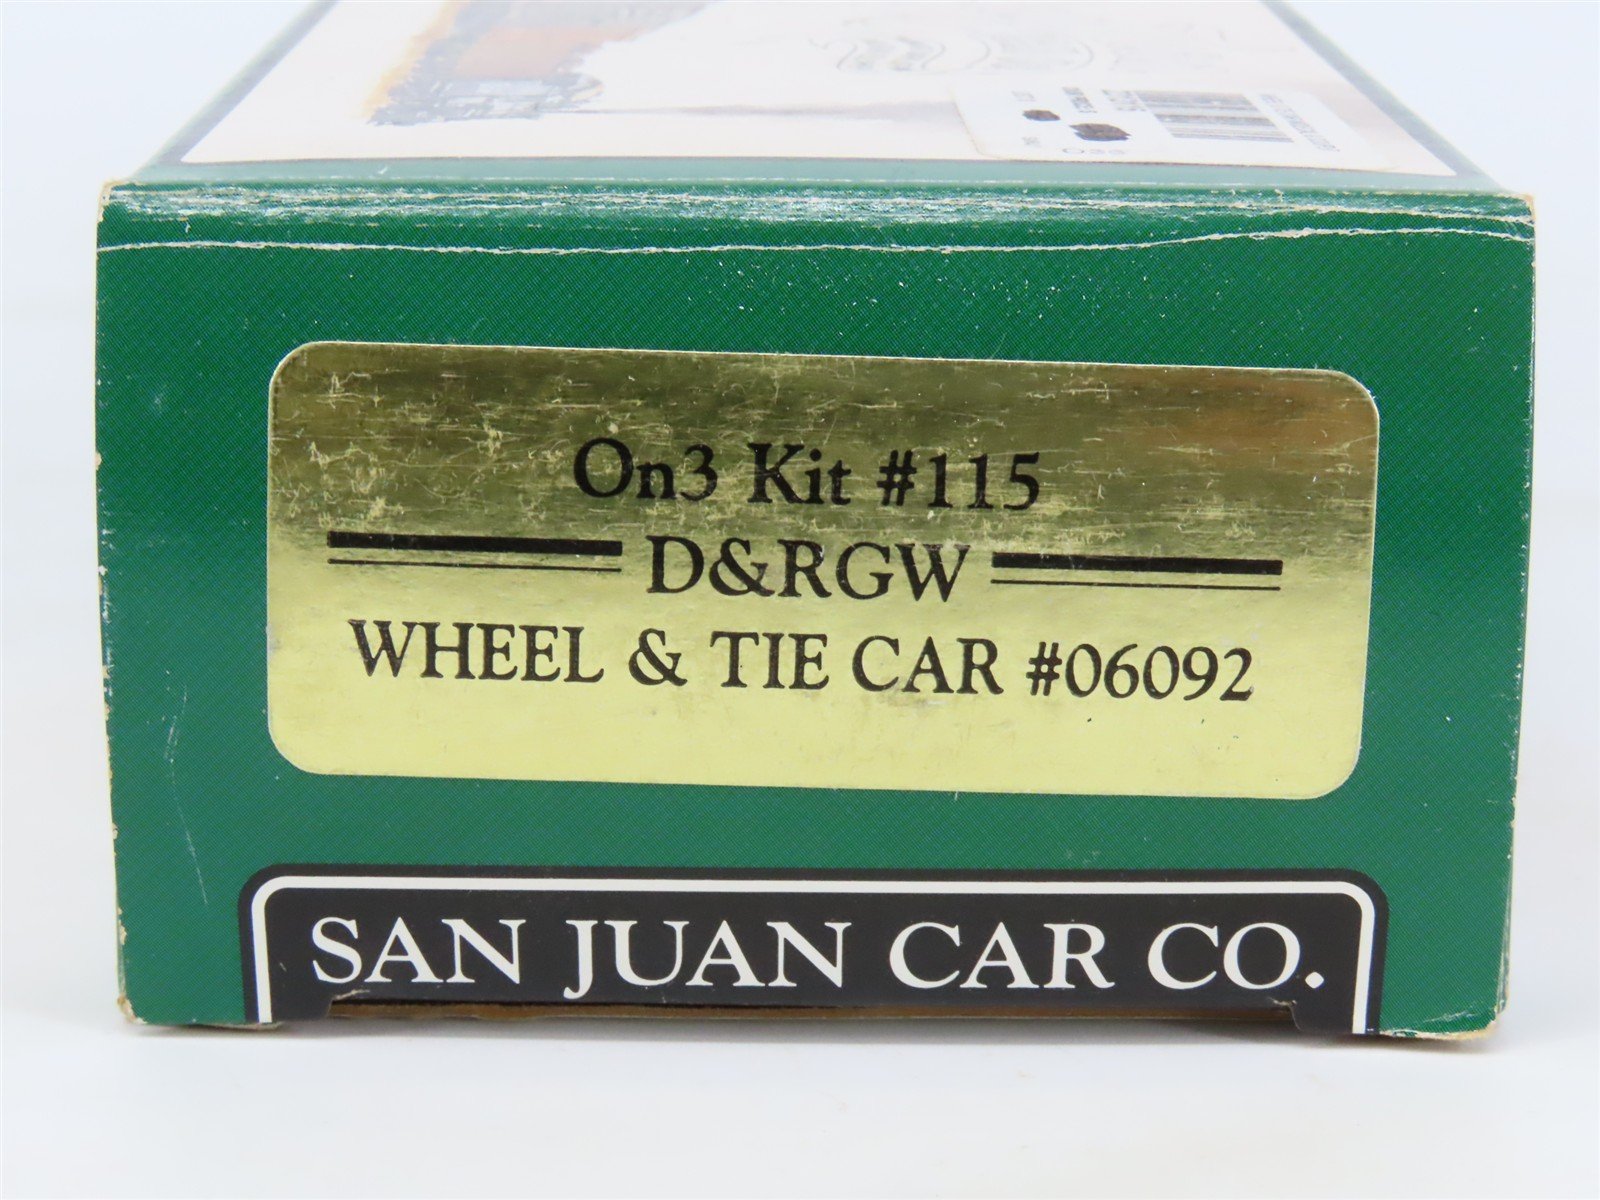 On3 Kit #115
D&RGW
WHEEL & TIE CAR #06092
SAN JUAN CAR CO.